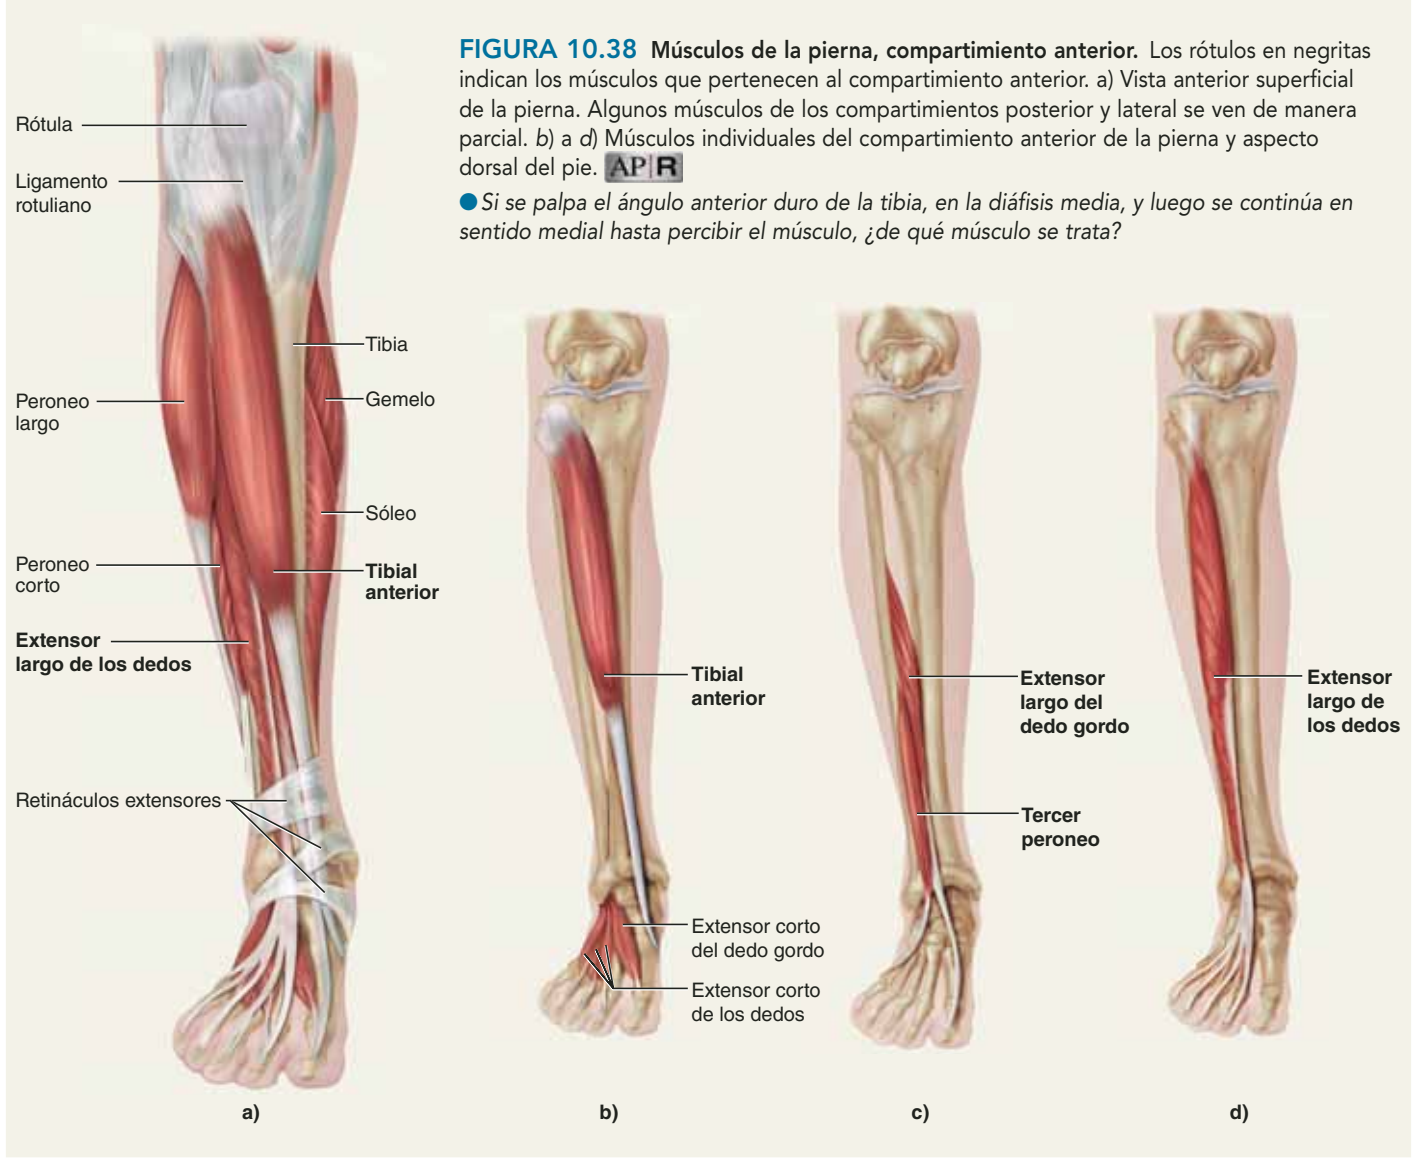 FIGURA 10.38 Músculos de la pierna, compartimiento anterior. Los rótulos en negritas
indican los músculos que pertenecen al compartimiento anterior. a) Vista anterior superficial
de la pierna. Algunos músculos de los compartimientos posterior y lateral se ven de manera
parcial. b) a d) Músculos individuales del compartimiento anterior de la pierna y aspecto
dorsal del pie. AP|R
● Si se palpa el ángulo anterior duro de la tibia, en la diáfisis media, y luego se continúa en
sentido medial hasta percibir el músculo, ¿de qué músculo se trata?
Rótula
Ligamento
rotuliano
Tibia
Peroneo
largo
Gemelo
Sóleo
Peroneo
corto
Tibial
anterior
Extensor
largo de los dedos
Retináculos extensores
a)
Tibial
anterior
Extensor corto
del dedo gordo
Extensor corto
de los dedos
b)
Extensor
largo del
dedo gordo
Tercer
peroneo
c)
Extensor
largo de
los dedos
d)